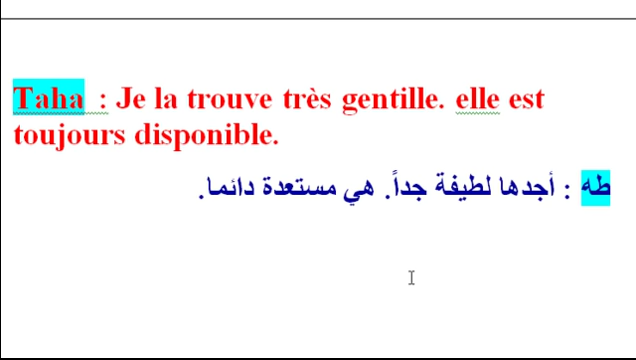 Taha : Je la trouve très gentille. elle est
toujours disponible.
طه : أجدها لطيفة جداً. هي مستعدة دائما.